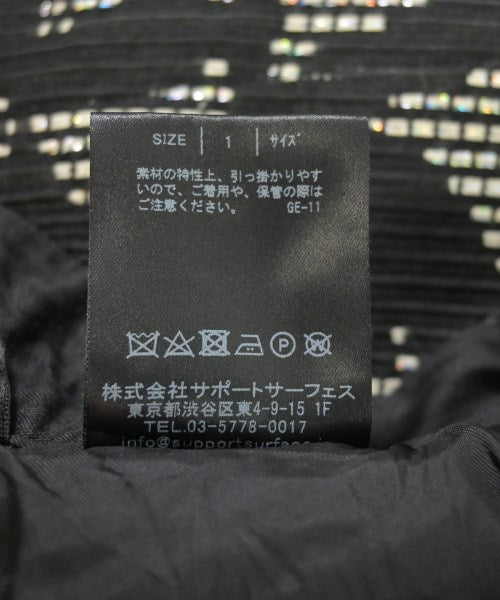 SIZE | 1 | サイズ
素材の特性上、引っ掛かりやす
いので、ご着用や、保管の際は
ご注意ください。 GE-11
株式会社サポートサーフェス
東京都渋谷区東4-9-15 1F
TEL.03-5778-0017
info@supportsurface.jp